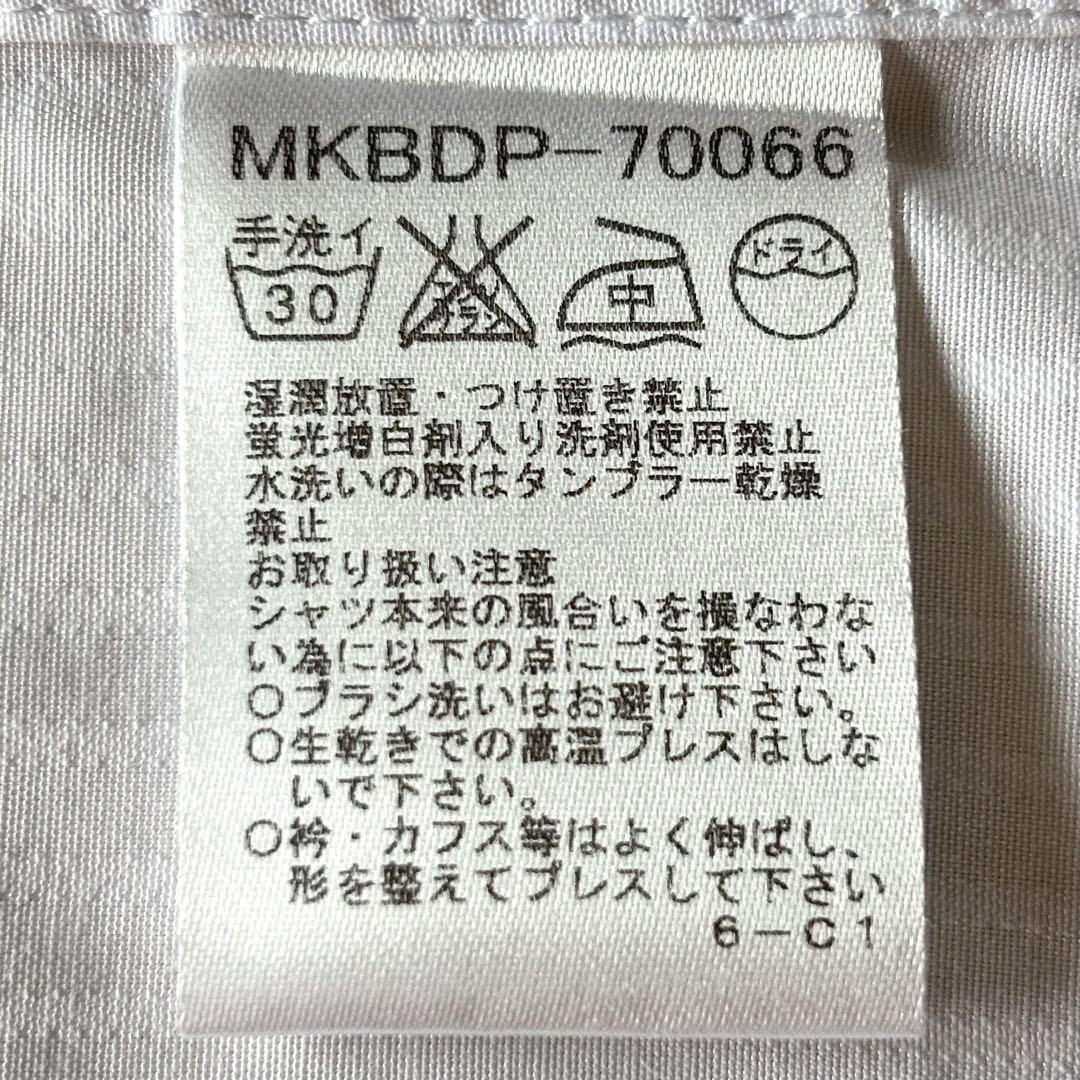 MKBDP-70066
手洗イ エンソ サラシ 中 ドライ
30
湿潤放置・つけ置き禁止
蛍光増白剤入り洗剤使用禁止
水洗いの際はタンブラー乾燥
禁止
お取り扱い注意
シャツ本来の風合いを損なわな
い為に以下の点にご注意下さい
○ブラシ洗いはお避け下さい。
○生乾きでの高温プレスはしな
いで下さい。
○衿・カフス等はよく伸ばし、
形を整えてプレスして下さい
6-C1